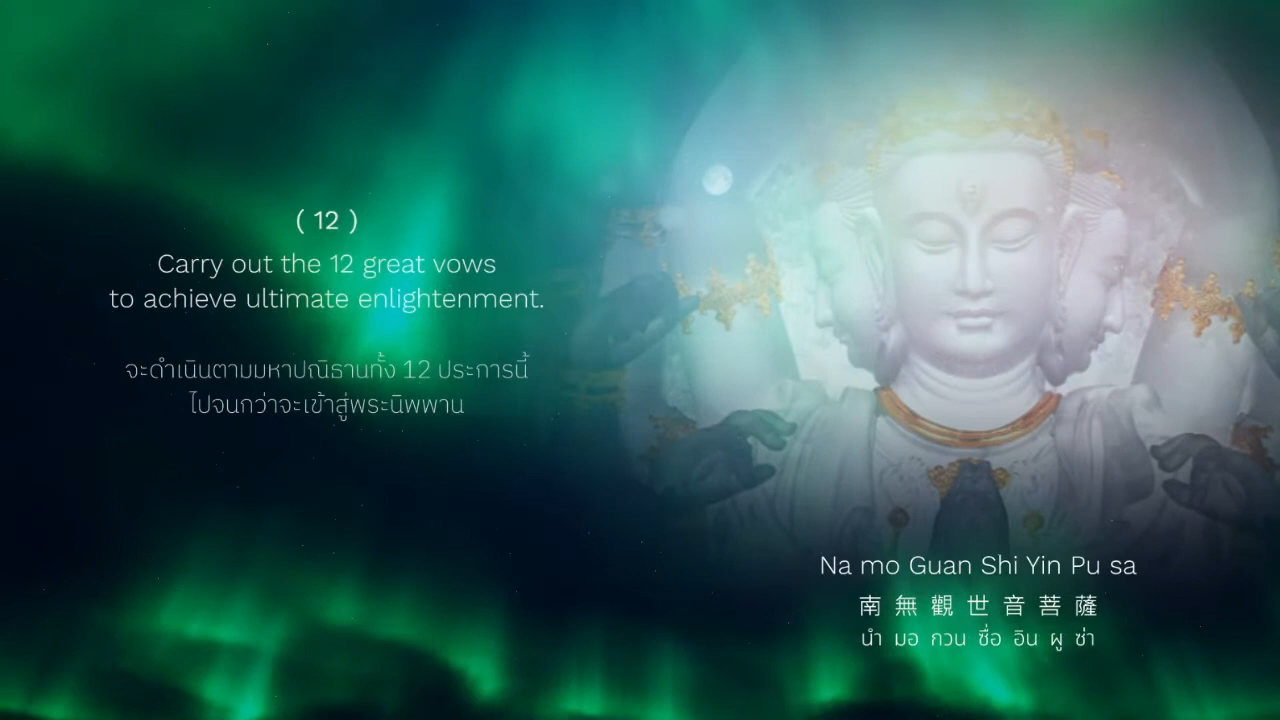 ( 12 )
Carry out the 12 great vows
to achieve ultimate enlightenment.
จะดำเนินตามมหาปณิธานทั้ง 12 ประการนี้
ไปจนกว่าจะเข้าสู่พระนิพพาน
Na mo Guan Shi Yin Pu sa
南 無 觀 世 音 菩 薩
นำ มอ กวน ซื่อ อิน ผู ซ่า